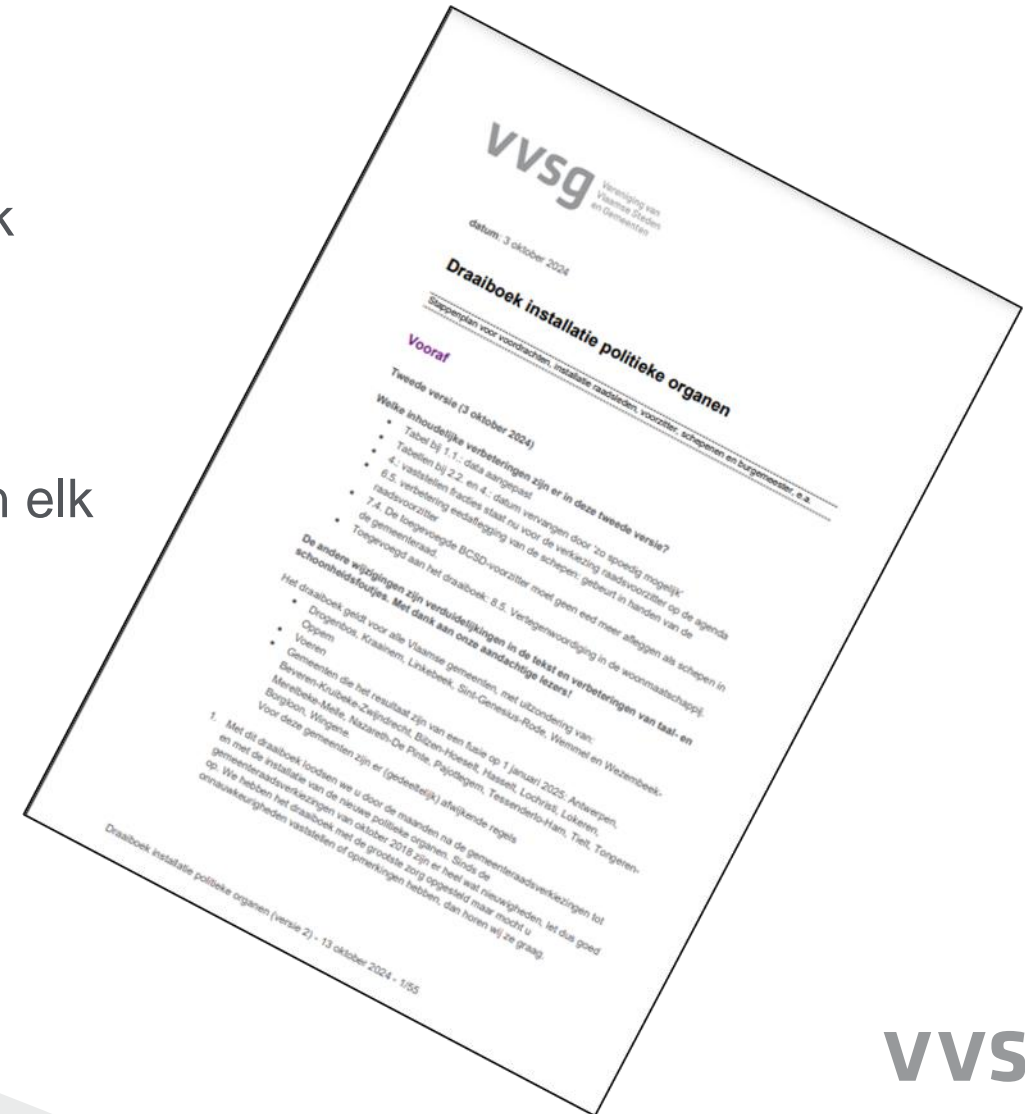 k
n elk
vvsg
Vereniging van
Vlaamse Steden
en Gemeenten
datum: 3 oktober 2024
Draaiboek installatie politieke organen
Stappenplan voor voordrachten, installatie raadsleden, voorzitter, schepenen en burgemeester, e.a.
Vooraf
Tweede versie (3 oktober 2024)
Welke inhoudelijke verbeteringen zijn er in deze tweede versie?
• Tabel bij 1.1.: data aangepast
• Tabellen bij 2.2. en 4.: datum vervangen door 'zo spoedig mogelijk'
• 4.: vaststellen fracties staat nu voor de verkiezing raadsvoorzitter op de agenda
• 6.5. verbetering eedaflegging van de schepen: gebeurt in handen van de
raadsvoorzitter
• 7.4. De toegevoegde BCSD-voorzitter moet geen eed meer afleggen als schepen in
de gemeenteraad.
• Toegevoegd aan het draaiboek: 8.5. Vertegenwoordiging in de woonmaatschappij.
De andere wijzigingen zijn verduidelijkingen in de tekst en verbeteringen van taal- en
schoonheidsfoutjes. Met dank aan onze aandachtige lezers!
Het draaiboek geldt voor alle Vlaamse gemeenten, met uitzondering van:
• Drogenbos, Kraainem, Linkebeek, Sint-Genesius-Rode, Wemmel en Wezembeek-
Oppem
• Voeren
• Gemeenten die het resultaat zijn van een fusie op 1 januari 2025: Antwerpen,
Beveren-Kruibeke-Zwijndrecht, Bilzen-Hoeselt, Hasselt, Lochristi, Lokeren,
Merelbeke-Melle, Nazareth-De Pinte, Pajottegem, Tessenderlo-Ham, Tielt, Tongeren-
Borgloon, Wingene.
Voor deze gemeenten zijn er (gedeeltelijk) afwijkende regels
1. Met dit draaiboek loodsen we u door de maanden na de gemeenteraadsverkiezingen tot
en met de installatie van de nieuwe politieke organen. Sinds de
gemeenteraadsverkiezingen van oktober 2018 zijn er heel wat nieuwigheden, let dus goed
op. We hebben het draaiboek met de grootste zorg opgesteld maar mocht u
onnauwkeurigheden vaststellen of opmerkingen hebben, dan horen wij ze graag.
Draaiboek installatie politieke organen (versie 2) - 13 oktober 2024 - 1/55
VVS